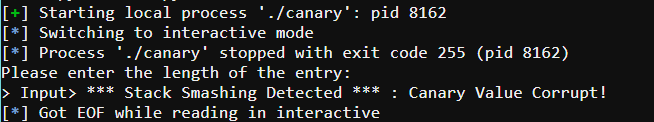 [+] Starting local process './canary': pid 8162
[*] Switching to interactive mode
[*] Process './canary' stopped with exit code 255 (pid 8162)
Please enter the length of the entry:
> Input> *** Stack Smashing Detected *** : Canary Value Corrupt!
[*] Got EOF while reading in interactive